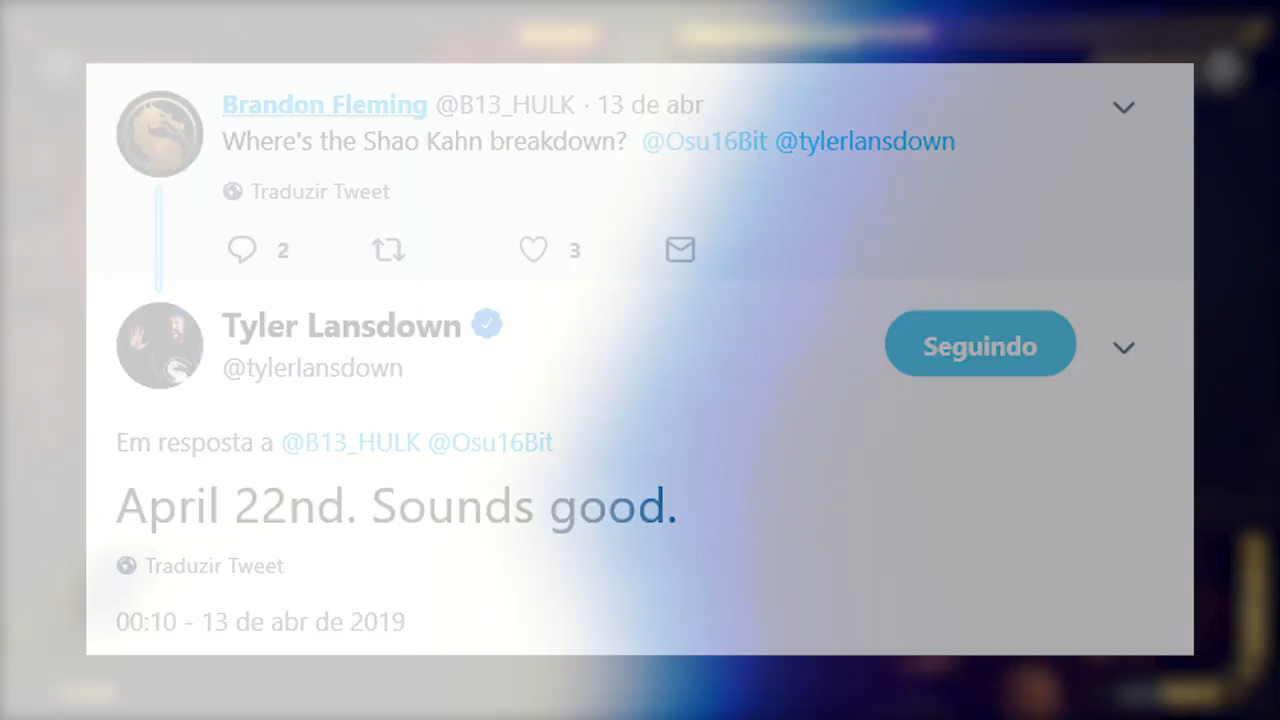 Brandon Fleming @B13_HULK · 13 de abr
Where's the Shao Kahn breakdown? @Osu16Bit @tylerlansdown
Traduzir Tweet
2 3
Tyler Lansdown
Seguindo
@tylerlansdown
Em resposta a @B13_HULK @Osu16Bit
April 22nd. Sounds good.
Traduzir Tweet
00:10 - 13 de abr de 2019